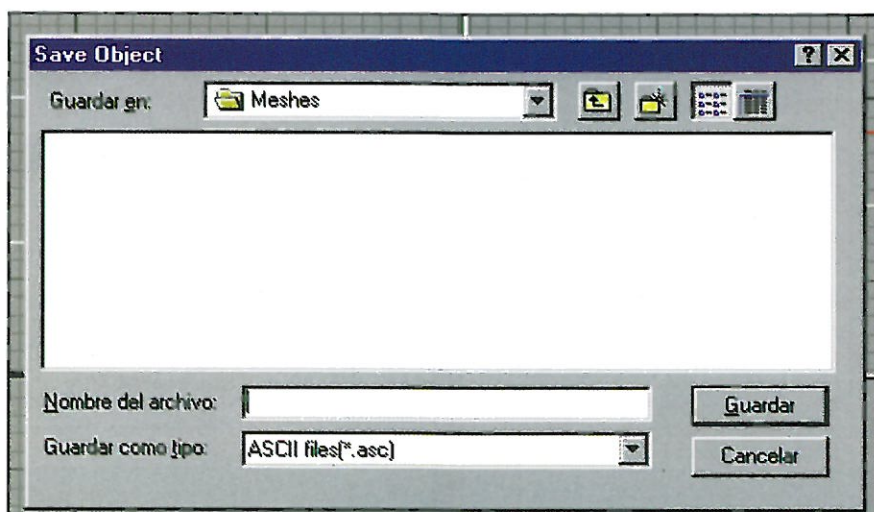 Save Object
Guardar en: Meshes
Nombre del archivo: Guardar
Guardar como tipo: ASCII files(*.asc) Cancelar